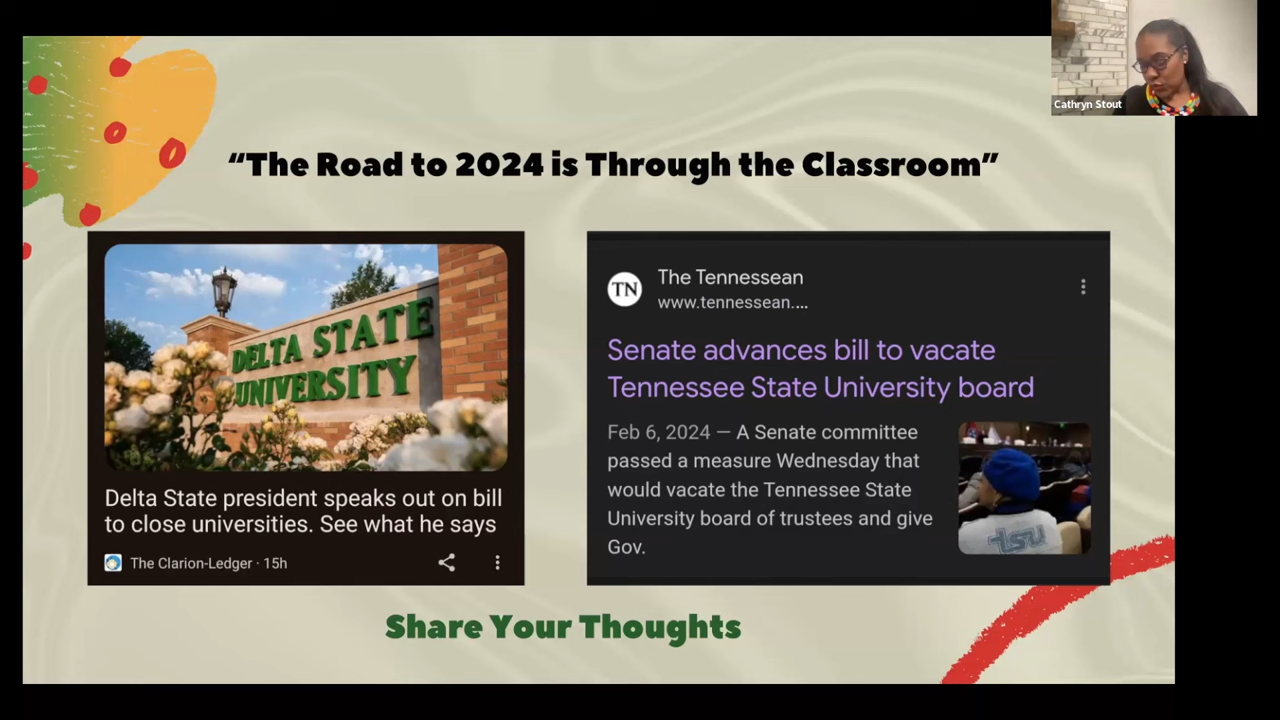 Cathryn Stout
“The Road to 2024 is Through the Classroom”
DELTA STATE
UNIVERSITY
Delta State president speaks out on bill
to close universities. See what he says
The Clarion-Ledger · 15h
TN
The Tennessean
www.tennessean....
Senate advances bill to vacate
Tennessee State University board
Feb 6, 2024 — A Senate committee
passed a measure Wednesday that
would vacate the Tennessee State
University board of trustees and give
Gov.
tsu
Share Your Thoughts